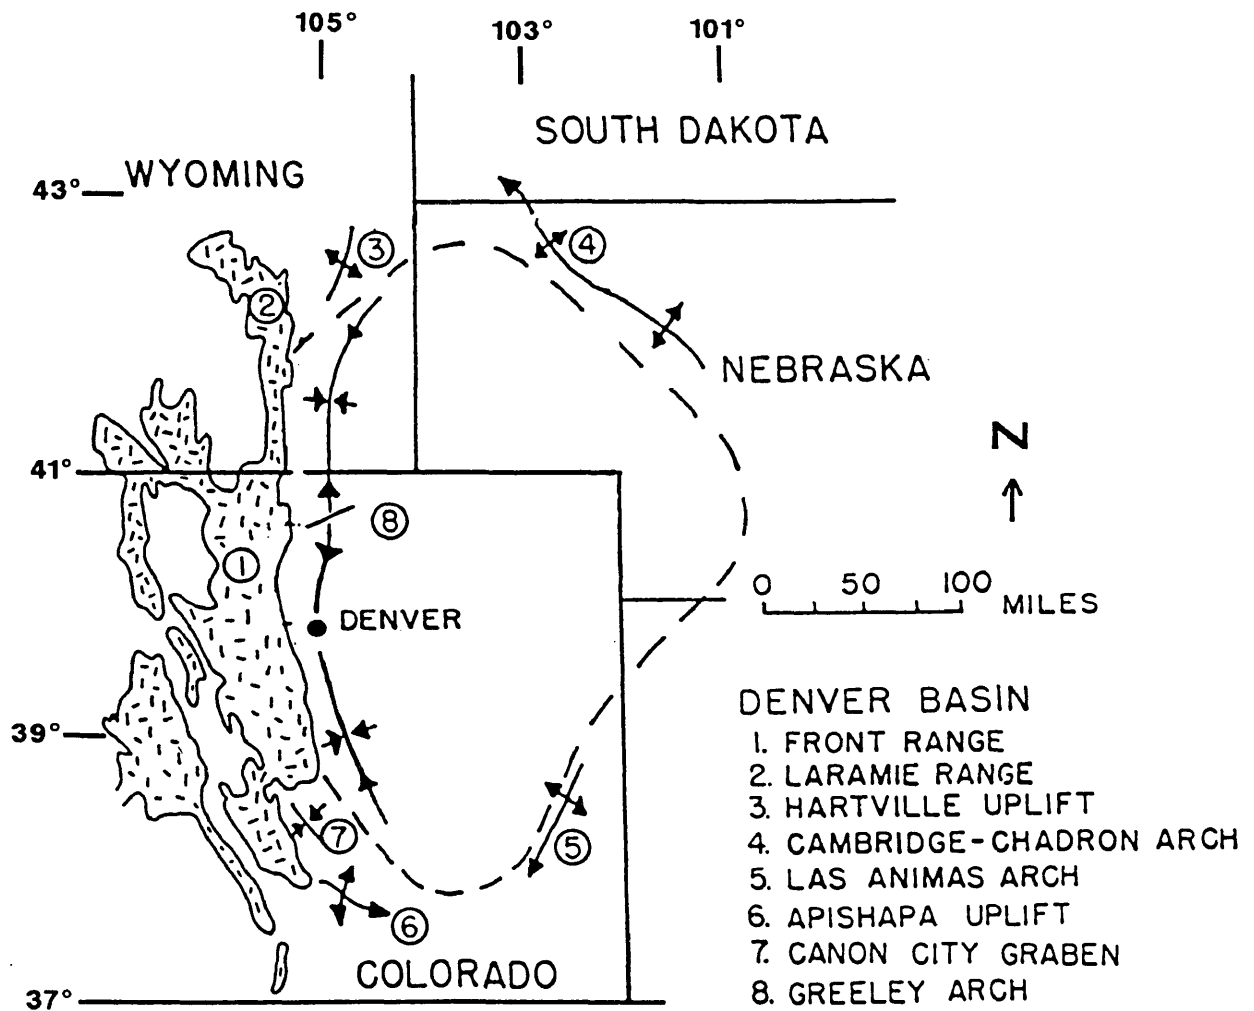 105° 103° 101°
SOUTH DAKOTA
WYOMING
43°
3
4
2
NEBRASKA
N
41°
8
1
0 50 100 MILES
DENVER
DENVER BASIN
39°
1. FRONT RANGE
2. LARAMIE RANGE
3. HARTVILLE UPLIFT
7
5
4. CAMBRIDGE-CHADRON ARCH
5. LAS ANIMAS ARCH
6
6. APISHAPA UPLIFT
7. CANON CITY GRABEN
COLORADO
37°
8. GREELEY ARCH